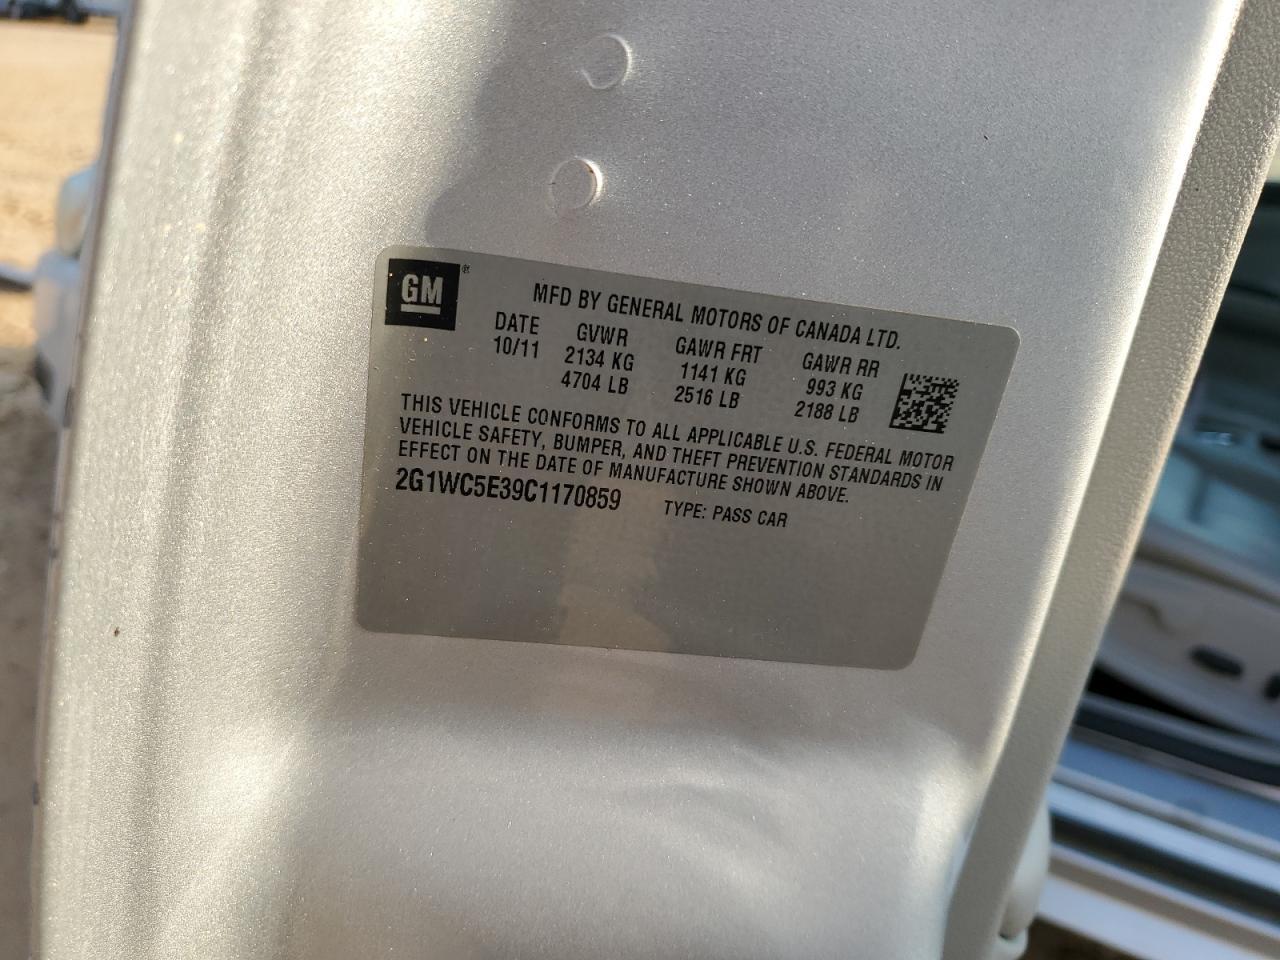 GM®
MFD BY GENERAL MOTORS OF CANADA LTD.
DATE GVWR GAWR FRT GAWR RR
10/11 2134 KG 1141 KG 993 KG
4704 LB 2516 LB 2188 LB
THIS VEHICLE CONFORMS TO ALL APPLICABLE U.S. FEDERAL MOTOR
VEHICLE SAFETY, BUMPER, AND THEFT PREVENTION STANDARDS IN
EFFECT ON THE DATE OF MANUFACTURE SHOWN ABOVE.
2G1WC5E39C1170859 TYPE: PASS CAR